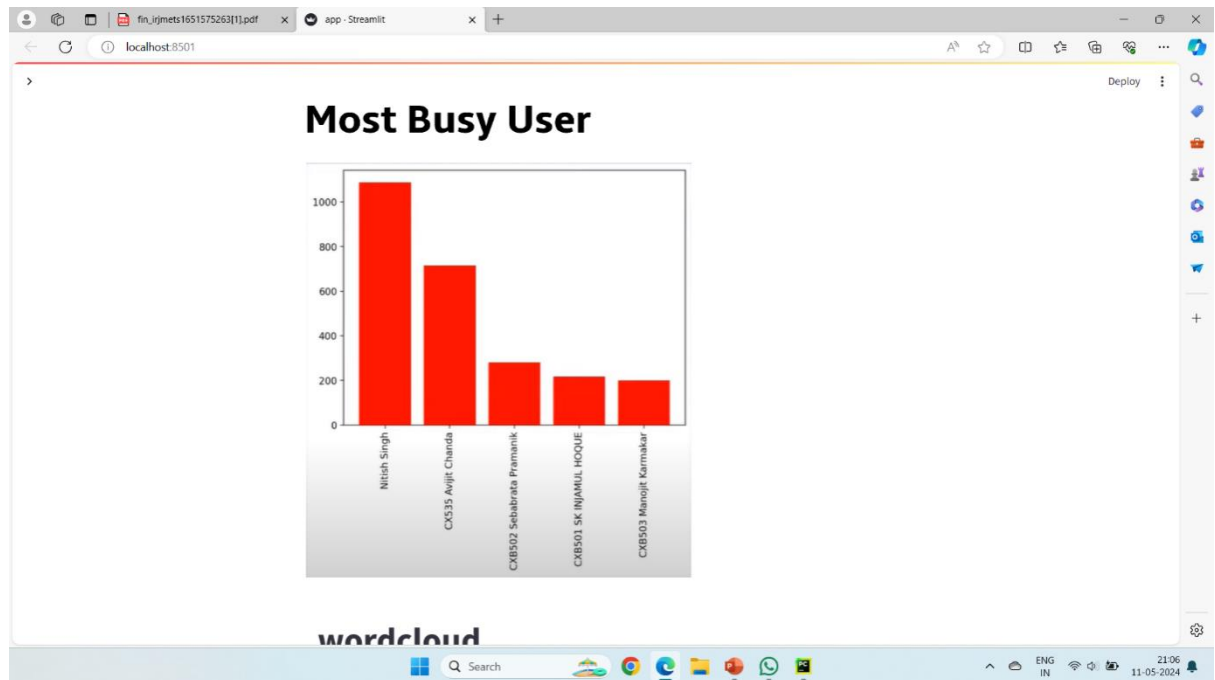 fin_irjmets1651575263[1].pdf
app - Streamlit
localhost:8501
Deploy
Most Busy User
1000
800
600
400
200
0
Nitish Singh
CX535 Avijit Chanda
CXB502 Sebabrata Pramanik
CXB501 SK INJAMUL HOQUE
CXB503 Manojit Karmakar
wordcloud
Search
ENG
IN
21:06
11-05-2024